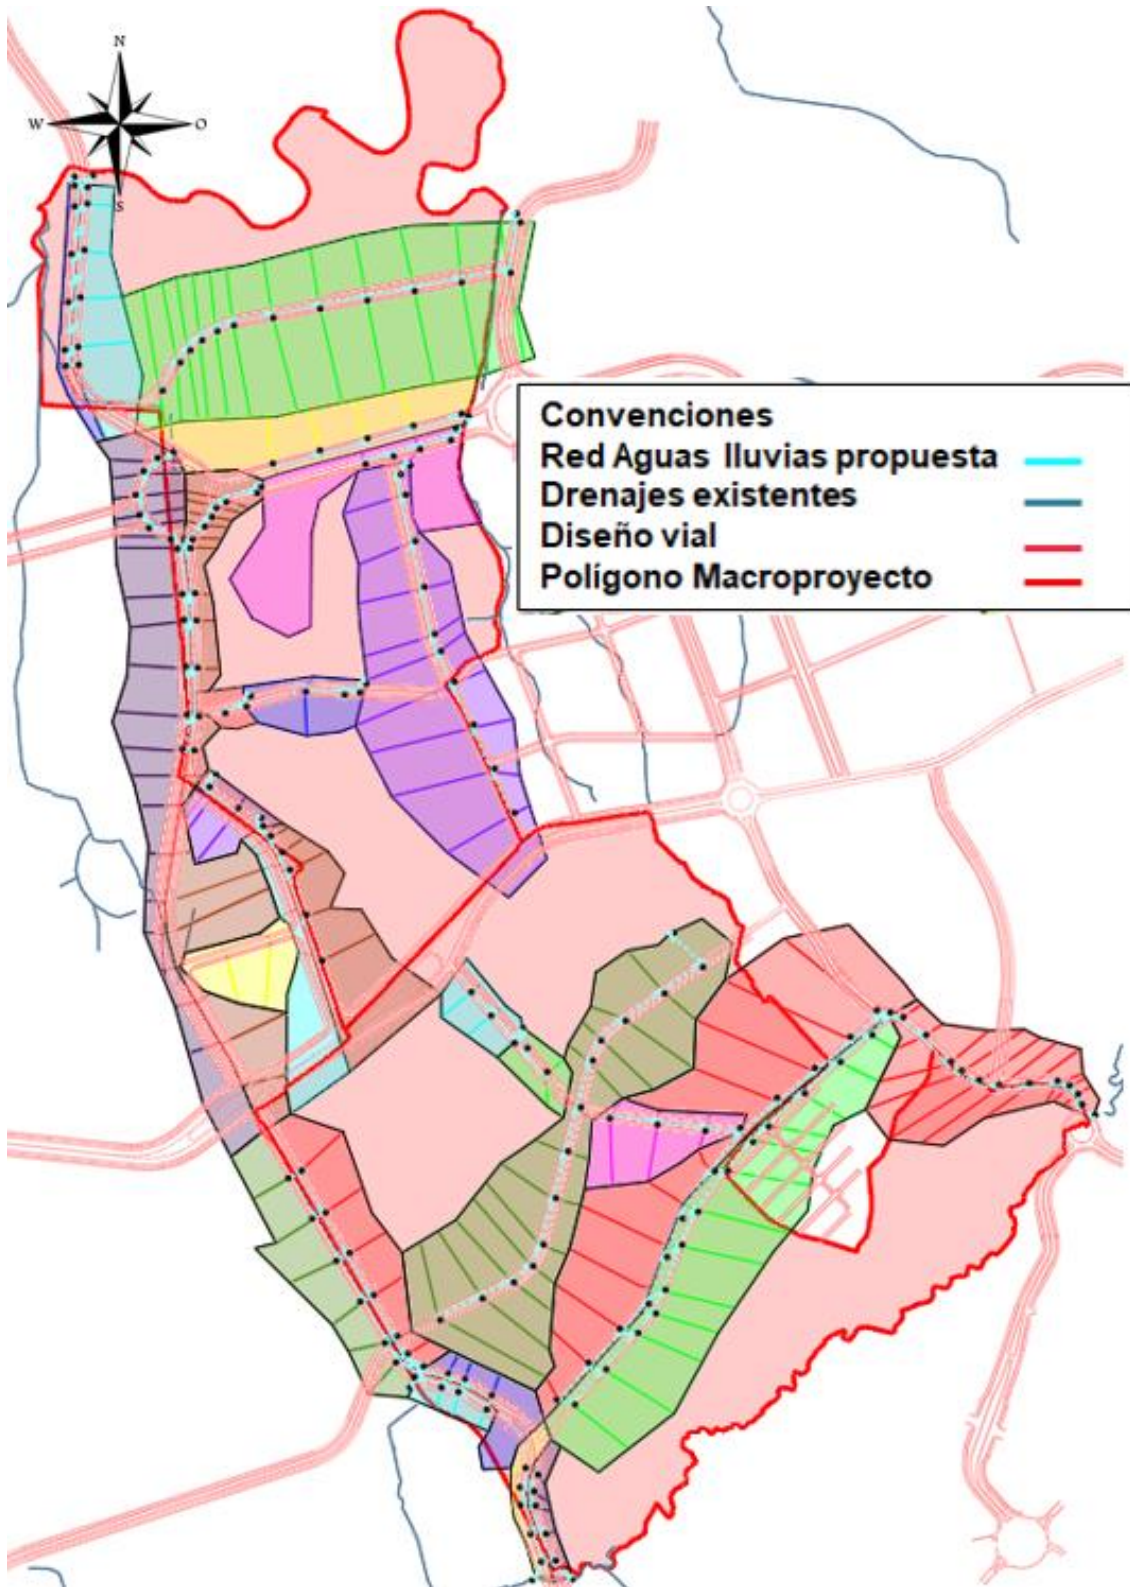 N
W
O
S
Convenciones
Red Aguas lluvias propuesta
Drenajes existentes
Diseño vial
Polígono Macroproyecto